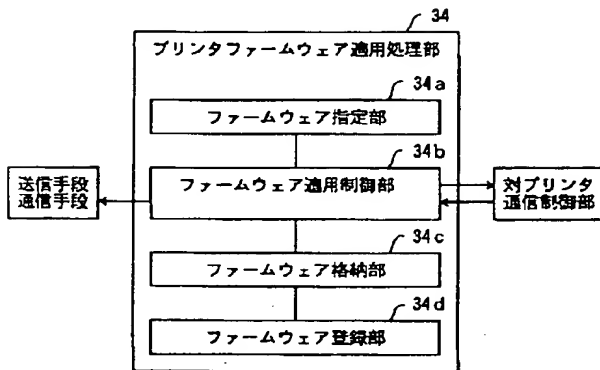 34
プリンタファームウェア適用処理部
34a
ファームウェア指定部
34b
送信手段
通信手段
ファームウェア適用制御部
対プリンタ
通信制御部
34c
ファームウェア格納部
34d
ファームウェア登録部